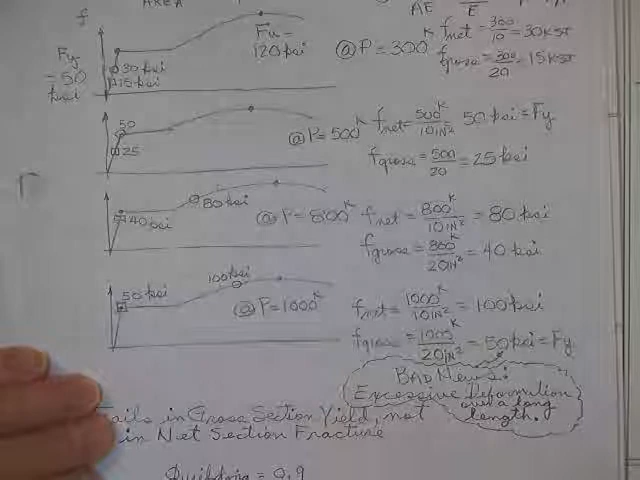 AREA
AE E
f
Fu =
120 ksi
@ P = 300ᴷ
fnet = 300/10 = 30 KSI
fgross = 300/20 = 15 KSI
Fy
= 50
ksi
30 ksi
15 ksi
50
25
@ P = 500ᴷ
fnet = 500ᴷ/10 IN² 50 ksi = Fy
fgross = 500/20 = 25 ksi
40 ksi
80 ksi
@ P = 800ᴷ
fnet = 800ᴷ/10 IN² = 80 ksi
fgross = 800ᴷ/20 IN² = 40 ksi
50 ksi
100 ksi
@ P = 1000ᴷ
fnet = 1000ᴷ/10 IN² = 100 ksi
fgross = 1000ᴷ/20 IN² = 50 ksi = Fy
BAD News:
Excessive Deformation
over a long
length.
Fails in Gross Section Yield, not
in Net Section Fracture
= 0.9